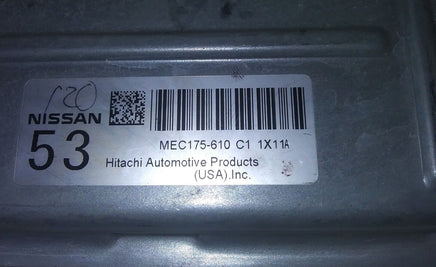 120
NISSAN
53
MEC175-610 C1 1X11A
Hitachi Automotive Products
(USA).Inc.